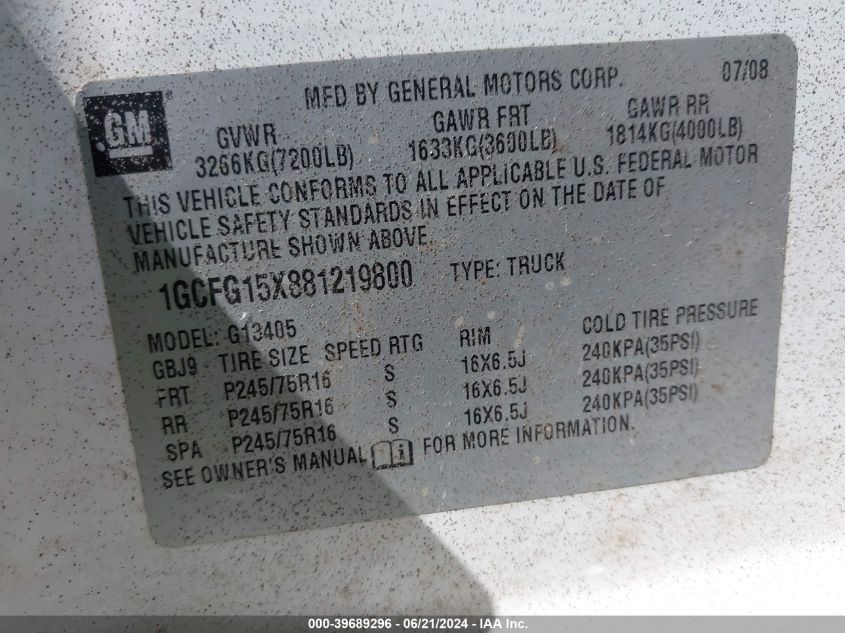 MFD BY GENERAL MOTORS CORP. 07/08
GM®
GVWR GAWR FRT GAWR RR
3266KG(7200LB) 1633KG(3600LB) 1814KG(4000LB)
THIS VEHICLE CONFORMS TO ALL APPLICABLE U.S. FEDERAL MOTOR
VEHICLE SAFETY STANDARDS IN EFFECT ON THE DATE OF
MANUFACTURE SHOWN ABOVE.
1GCFG15X881219800 TYPE: TRUCK
MODEL: G13405
GBJ9 TIRE SIZE SPEED RTG RIM COLD TIRE PRESSURE
FRT P245/75R16 S 16X6.5J 240KPA(35PSI)
RR P245/75R16 S 16X6.5J 240KPA(35PSI)
SPA P245/75R16 S 16X6.5J 240KPA(35PSI)
SEE OWNER'S MANUAL FOR MORE INFORMATION.
000-39689296 - 06/21/2024 - IAA Inc.